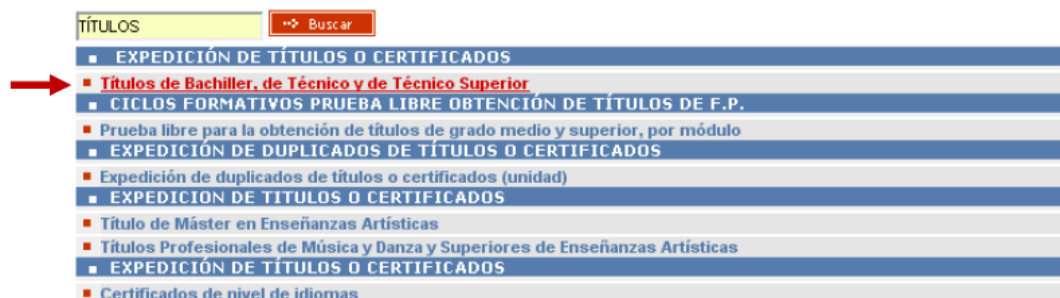 TÍTULOS
Buscar
EXPEDICIÓN DE TÍTULOS O CERTIFICADOS
Títulos de Bachiller, de Técnico y de Técnico Superior
CICLOS FORMATIVOS PRUEBA LIBRE OBTENCIÓN DE TÍTULOS DE F.P.
Prueba libre para la obtención de títulos de grado medio y superior, por módulo
EXPEDICIÓN DE DUPLICADOS DE TÍTULOS O CERTIFICADOS
Expedición de duplicados de títulos o certificados (unidad)
EXPEDICION DE TITULOS O CERTIFICADOS
Título de Máster en Enseñanzas Artísticas
Títulos Profesionales de Música y Danza y Superiores de Enseñanzas Artísticas
EXPEDICIÓN DE TÍTULOS O CERTIFICADOS
Certificados de nivel de idiomas